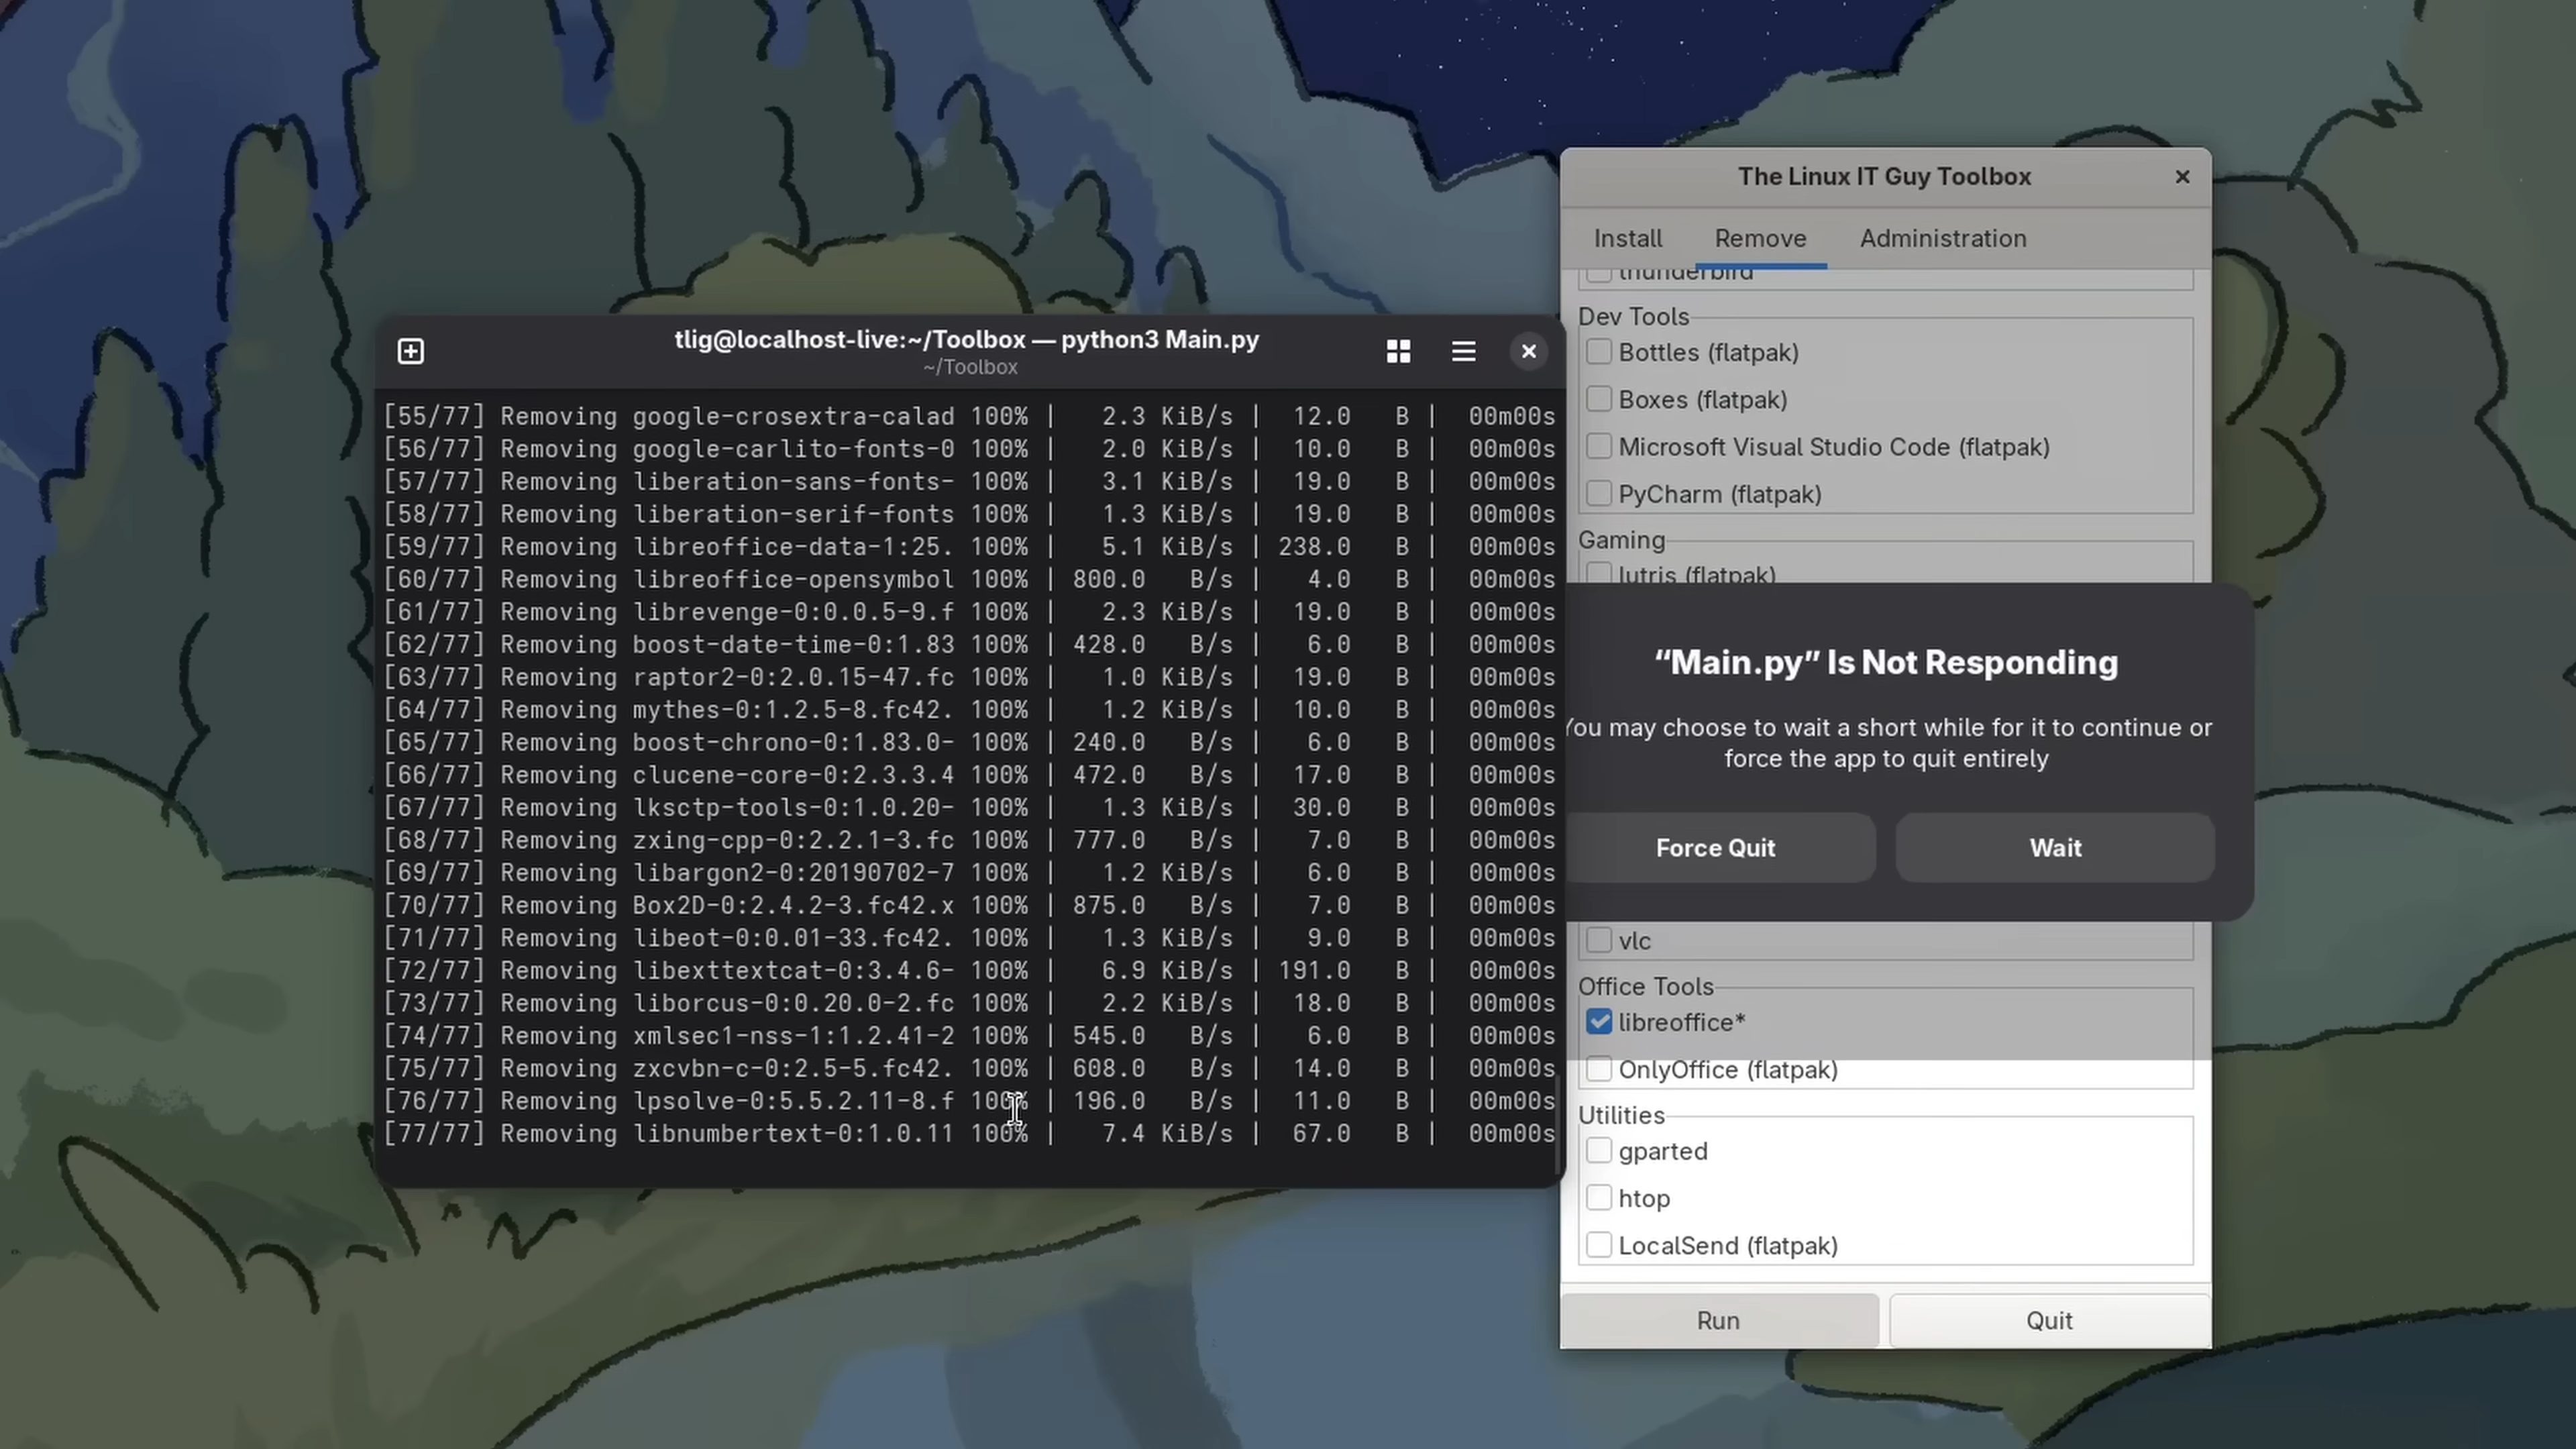 tlig@localhost-live:~/Toolbox — python3 Main.py
~/Toolbox
[55/77] Removing google-crosextra-calad 100% | 2.3 KiB/s | 12.0 B | 00m00s
[56/77] Removing google-carlito-fonts-0 100% | 2.0 KiB/s | 10.0 B | 00m00s
[57/77] Removing liberation-sans-fonts- 100% | 3.1 KiB/s | 19.0 B | 00m00s
[58/77] Removing liberation-serif-fonts 100% | 1.3 KiB/s | 19.0 B | 00m00s
[59/77] Removing libreoffice-data-1:25. 100% | 5.1 KiB/s | 238.0 B | 00m00s
[60/77] Removing libreoffice-opensymbol 100% | 800.0 B/s | 4.0 B | 00m00s
[61/77] Removing librevenge-0:0.0.5-9.f 100% | 2.3 KiB/s | 19.0 B | 00m00s
[62/77] Removing boost-date-time-0:1.83 100% | 428.0 B/s | 6.0 B | 00m00s
[63/77] Removing raptor2-0:2.0.15-47.fc 100% | 1.0 KiB/s | 19.0 B | 00m00s
[64/77] Removing mythes-0:1.2.5-8.fc42. 100% | 1.2 KiB/s | 10.0 B | 00m00s
[65/77] Removing boost-chrono-0:1.83.0- 100% | 240.0 B/s | 6.0 B | 00m00s
[66/77] Removing clucene-core-0:2.3.3.4 100% | 472.0 B/s | 17.0 B | 00m00s
[67/77] Removing lksctp-tools-0:1.0.20- 100% | 1.3 KiB/s | 30.0 B | 00m00s
[68/77] Removing zxing-cpp-0:2.2.1-3.fc 100% | 777.0 B/s | 7.0 B | 00m00s
[69/77] Removing libargon2-0:20190702-7 100% | 1.2 KiB/s | 6.0 B | 00m00s
[70/77] Removing Box2D-0:2.4.2-3.fc42.x 100% | 875.0 B/s | 7.0 B | 00m00s
[71/77] Removing libeot-0:0.01-33.fc42. 100% | 1.3 KiB/s | 9.0 B | 00m00s
[72/77] Removing libexttextcat-0:3.4.6- 100% | 6.9 KiB/s | 191.0 B | 00m00s
[73/77] Removing liborcus-0:0.20.0-2.fc 100% | 2.2 KiB/s | 18.0 B | 00m00s
[74/77] Removing xmlsec1-nss-1:1.2.41-2 100% | 545.0 B/s | 6.0 B | 00m00s
[75/77] Removing zxcvbn-c-0:2.5-5.fc42. 100% | 608.0 B/s | 14.0 B | 00m00s
[76/77] Removing lpsolve-0:5.5.2.11-8.f 100% | 196.0 B/s | 11.0 B | 00m00s
[77/77] Removing libnumbertext-0:1.0.11 100% | 7.4 KiB/s | 67.0 B | 00m00s
The Linux IT Guy Toolbox
Install Remove Administration
thunderbird
Dev Tools
Bottles (flatpak)
Boxes (flatpak)
Microsoft Visual Studio Code (flatpak)
PyCharm (flatpak)
Gaming
lutris (flatpak)
“Main.py” Is Not Responding
You may choose to wait a short while for it to continue or
force the app to quit entirely
Force Quit Wait
vlc
Office Tools
libreoffice*
OnlyOffice (flatpak)
Utilities
gparted
htop
LocalSend (flatpak)
Run Quit